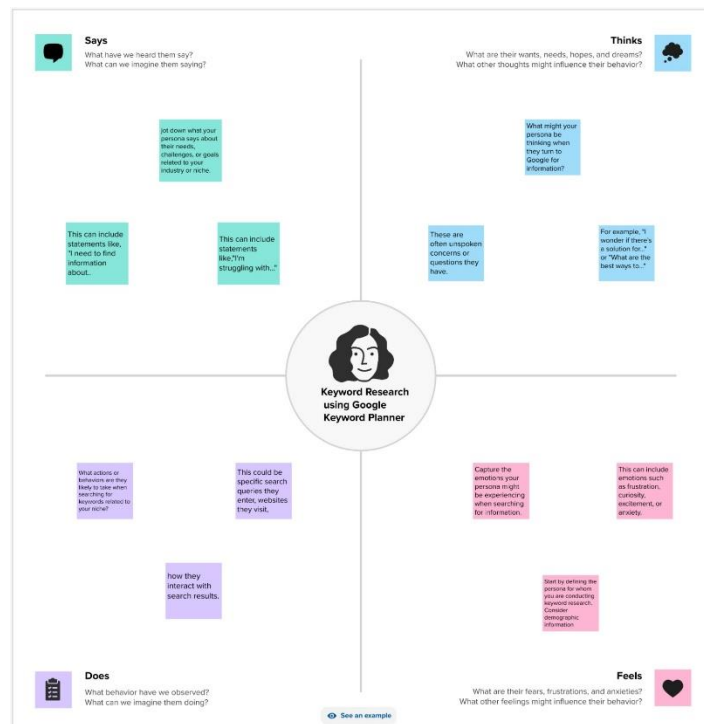 Says
What have we heard them say?
What can we imagine them saying?
Thinks
What are their wants, needs, hopes, and dreams?
What other thoughts might influence their behavior?
jot down what your
persona says about
their needs,
challenges, or goals
related to your
industry or niche.
What might your
persona be
thinking when
they turn to
Google for
information?
This can include
statements like,
"I need to find
information
about..
This can include
statements
like,"I'm
struggling with..."
These are
often unspoken
concerns or
questions they
have.
For example, "I
wonder if there's
a solution for..."
or "What are the
best ways to..."
Keyword Research
using Google
Keyword Planner
What actions or
behaviors are they
likely to take when
searching for
keywords related to
your niche?
This could be
specific search
queries they
enter, websites
they visit,
how they
interact with
search results.
Capture the
emotions your
persona might
be experiencing
when searching
for information.
This can include
emotions such
as frustration,
curiosity,
excitement, or
anxiety.
Start by defining the
persona for whom
you are conducting
keyword research.
Consider
demographic
information
Does
What behavior have we observed?
What can we imagine them doing?
Feels
What are their fears, frustrations, and anxieties?
What other feelings might influence their behavior?
See an example